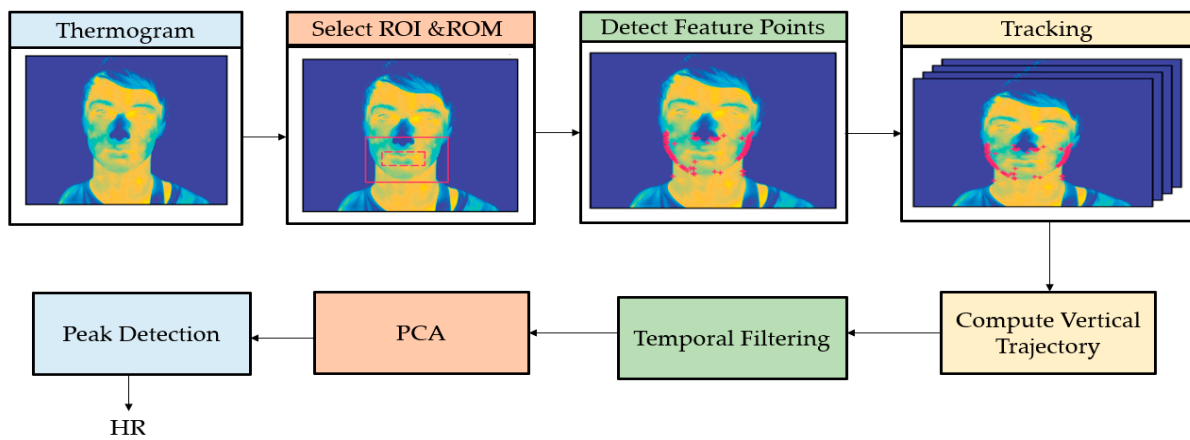 Thermogram
Select ROI &ROM
Detect Feature Points
Tracking
Compute Vertical
Trajectory
Temporal Filtering
PCA
Peak Detection
HR